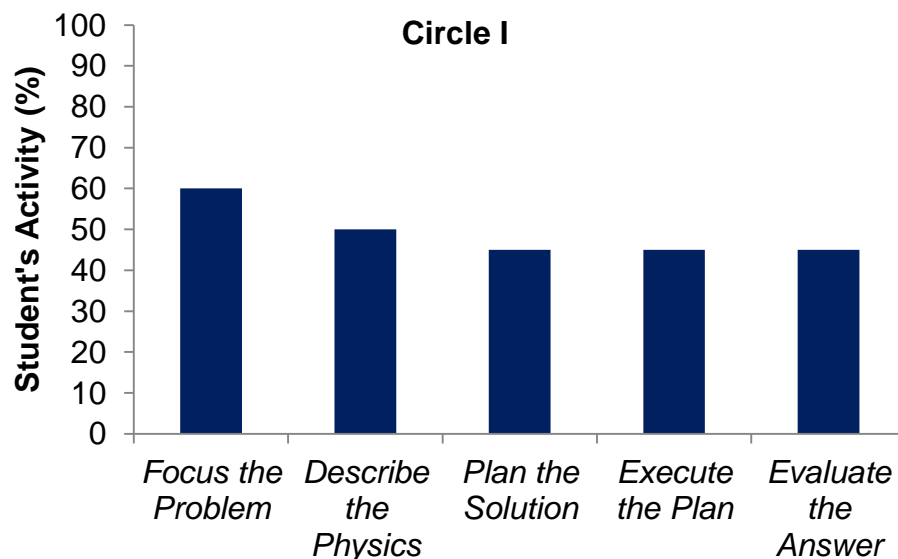 Circle I
Student's Activity (%)
100
90
80
70
60
50
40
30
20
10
0
Focus the
Problem
Describe
the
Physics
Plan the
Solution
Execute
the Plan
Evaluate
the
Answer